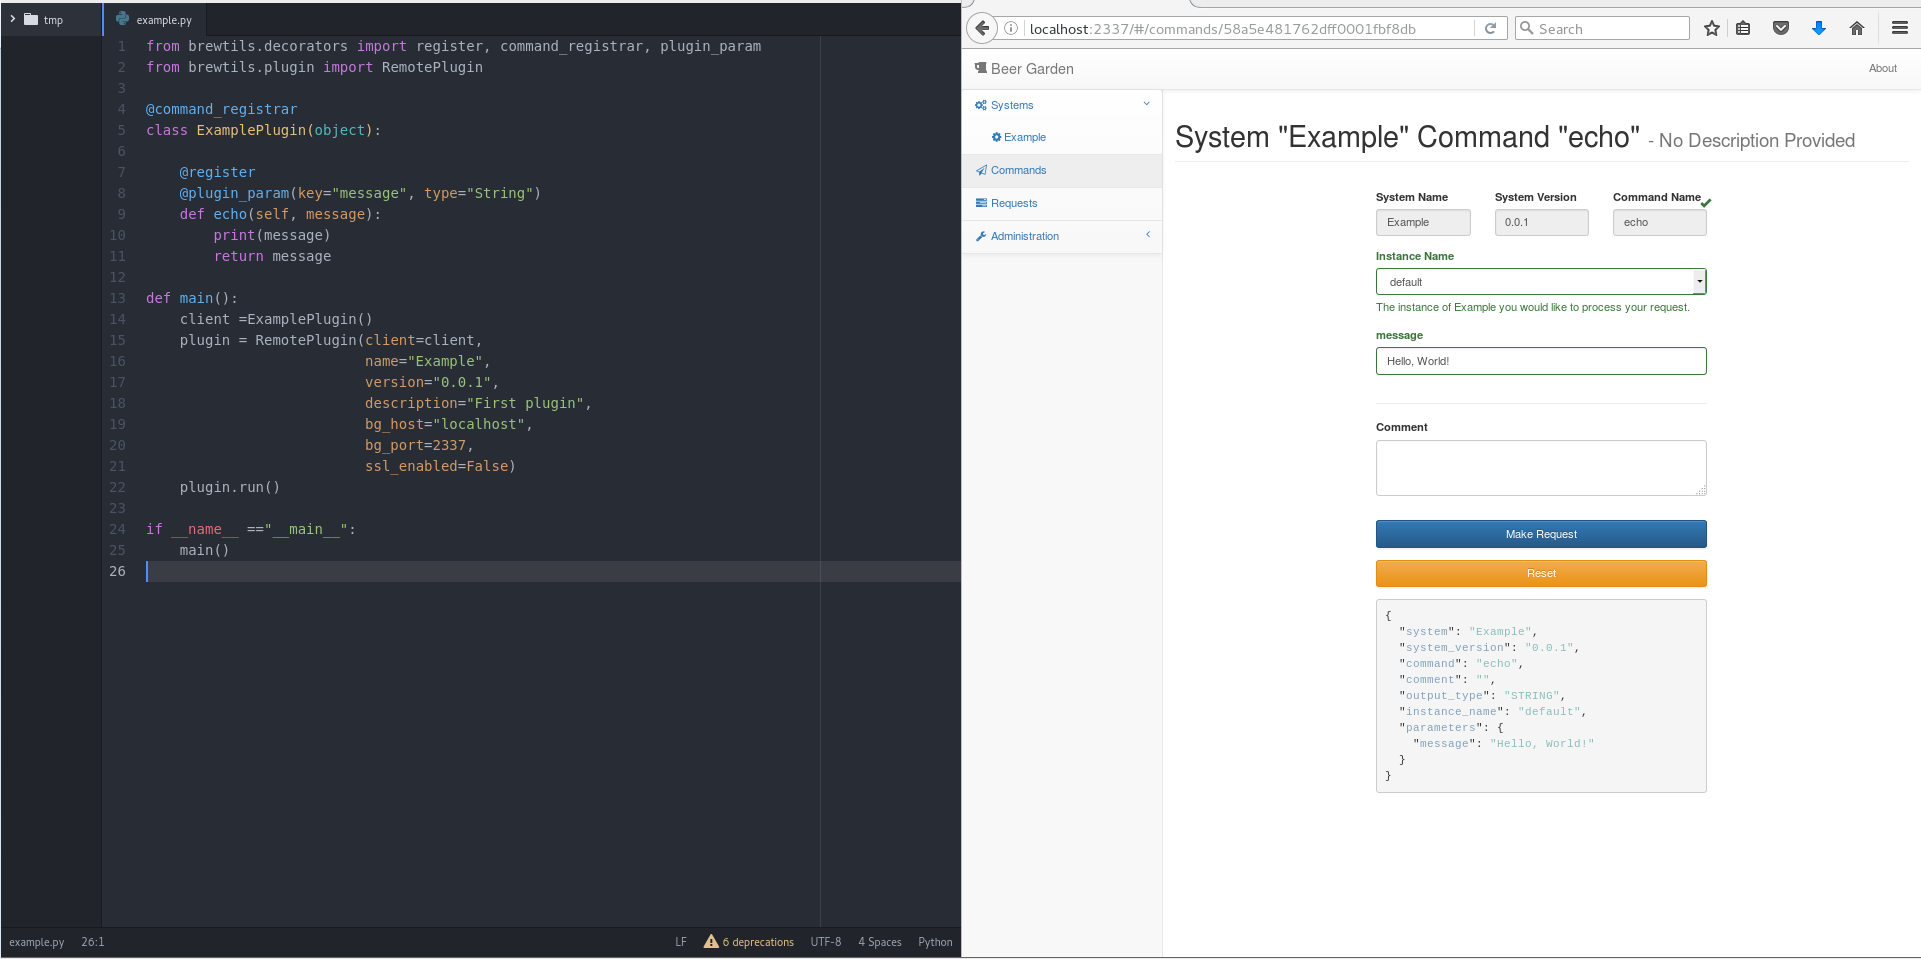 tmp
example.py
1 from brewtils.decorators import register, command_registrar, plugin_param
2 from brewtils.plugin import RemotePlugin
3
4 @command_registrar
5 class ExamplePlugin(object):
6
7     @register
8     @plugin_param(key="message", type="String")
9     def echo(self, message):
10         print(message)
11         return message
12
13 def main():
14     client =ExamplePlugin()
15     plugin = RemotePlugin(client=client,
16                           name="Example",
17                           version="0.0.1",
18                           description="First plugin",
19                           bg_host="localhost",
20                           bg_port=2337,
21                           ssl_enabled=False)
22     plugin.run()
23
24 if __name__ =="__main__":
25     main()
26
example.py 26:1 LF 6 deprecations UTF-8 4 Spaces Python
localhost:2337/#/commands/58a5e481762dff0001fbf8db Search
Beer Garden About
Systems
Example
Commands
Requests
Administration
System "Example" Command "echo" - No Description Provided
System Name System Version Command Name
Example 0.0.1 echo
Instance Name
default
The instance of Example you would like to process your request.
message
Hello, World!
Comment
Make Request
Reset
{
  "system": "Example",
  "system_version": "0.0.1",
  "command": "echo",
  "comment": "",
  "output_type": "STRING",
  "instance_name": "default",
  "parameters": {
    "message": "Hello, World!"
  }
}